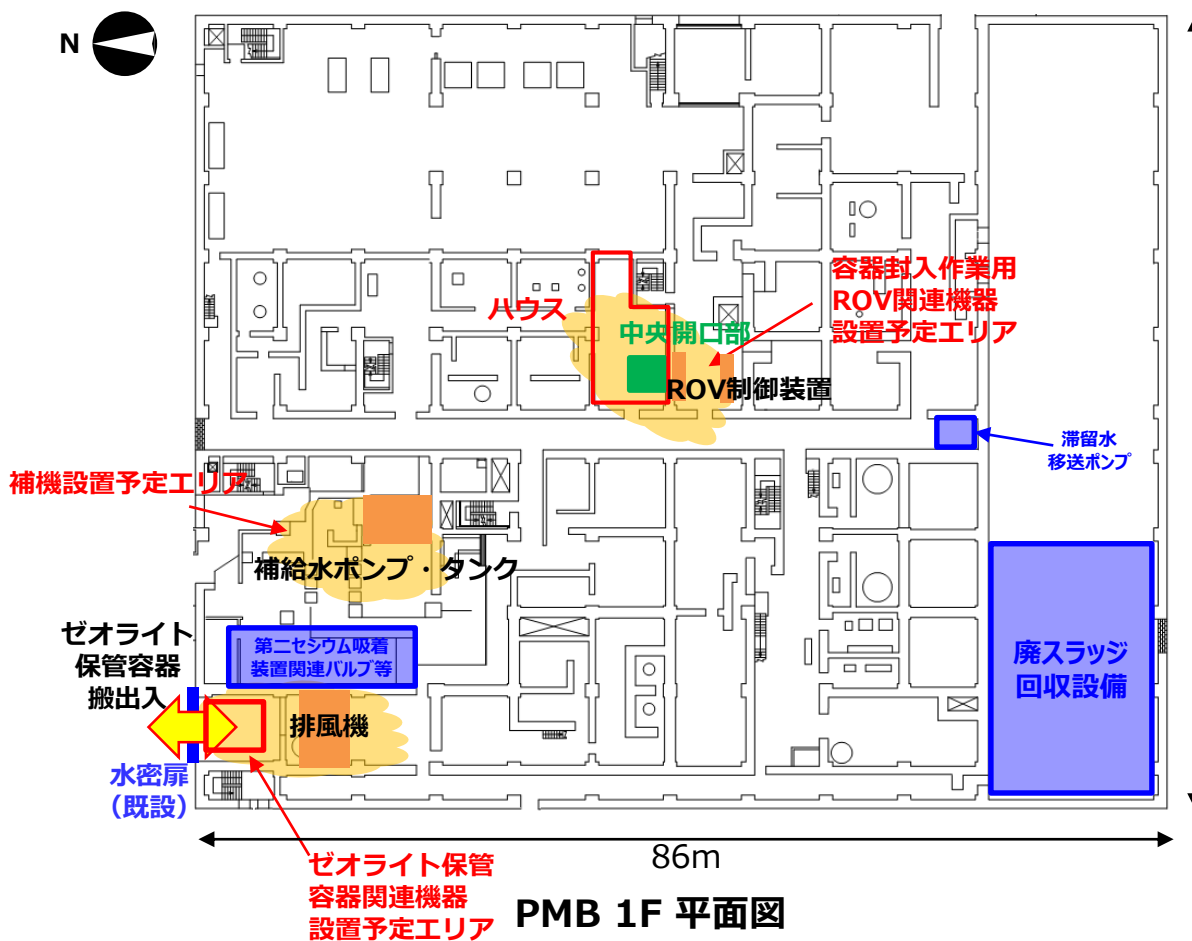 N
容器封入作業用
ROV関連機器
設置予定エリア
ハウス
中央開口部
ROV制御装置
滞留水
移送ポンプ
補機設置予定エリア
補給水ポンプ・タンク
ゼオライト
保管容器
搬出入
第二セシウム吸着
装置関連バルブ等
廃スラッジ
回収設備
排風機
水密扉
（既設）
86m
ゼオライト保管
容器関連機器
設置予定エリア
PMB 1F 平面図